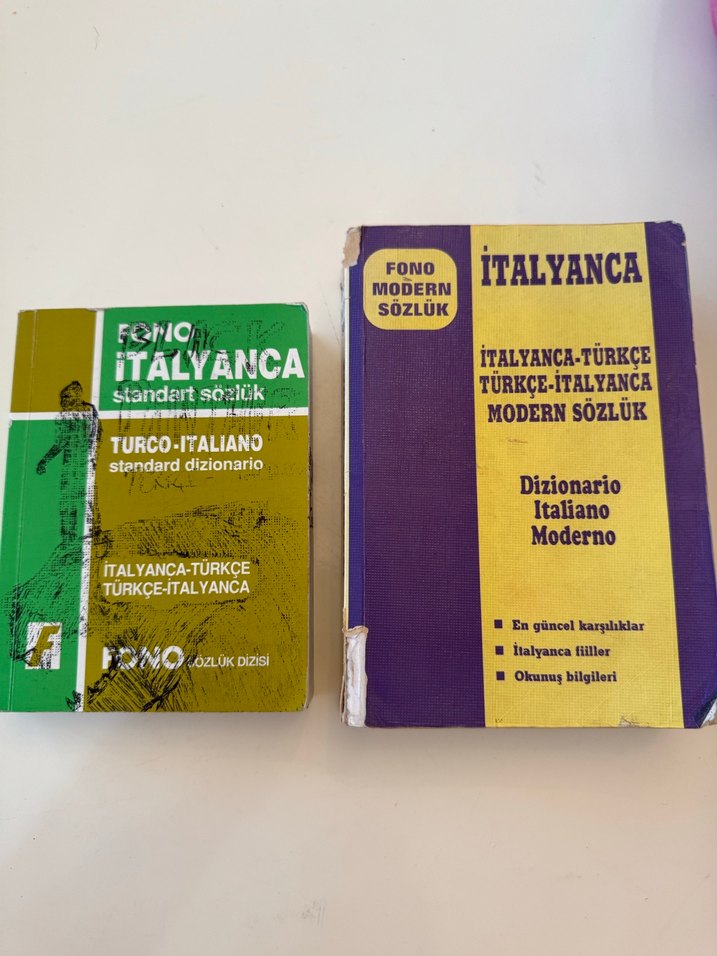 FONO
İTALYANCA
standart sözlük
TURCO-ITALIANO
standard dizionario
İTALYANCA-TÜRKÇE
TÜRKÇE-İTALYANCA
F
FONO SÖZLÜK DİZİSİ
FONO
MODERN
SÖZLÜK
İTALYANCA
İTALYANCA-TÜRKÇE
TÜRKÇE-İTALYANCA
MODERN SÖZLÜK
Dizionario
Italiano
Moderno
■ En güncel karşılıklar
■ İtalyanca fiiller
■ Okunuş bilgileri